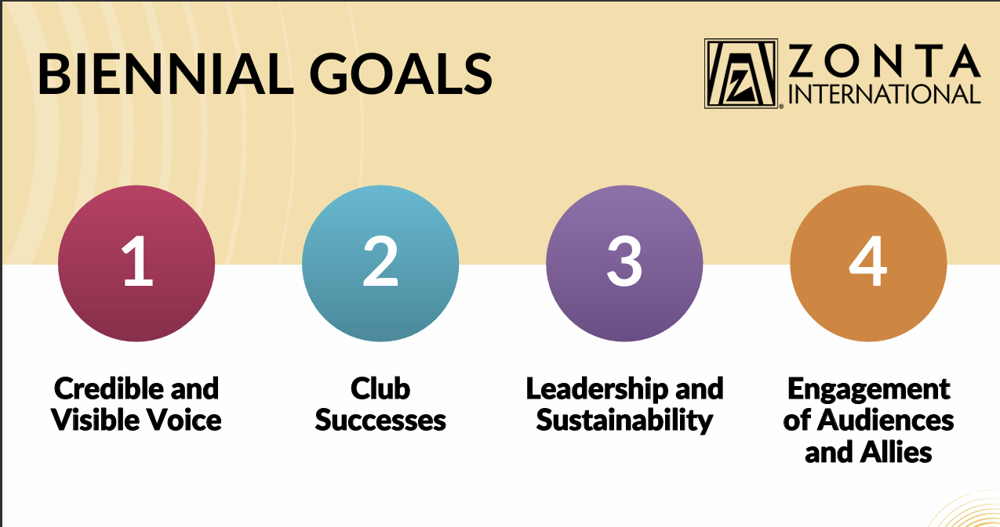 BIENNIAL GOALS
ZONTA
INTERNATIONAL
1
Credible and
Visible Voice
2
Club
Successes
3
Leadership and
Sustainability
4
Engagement
of Audiences
and Allies